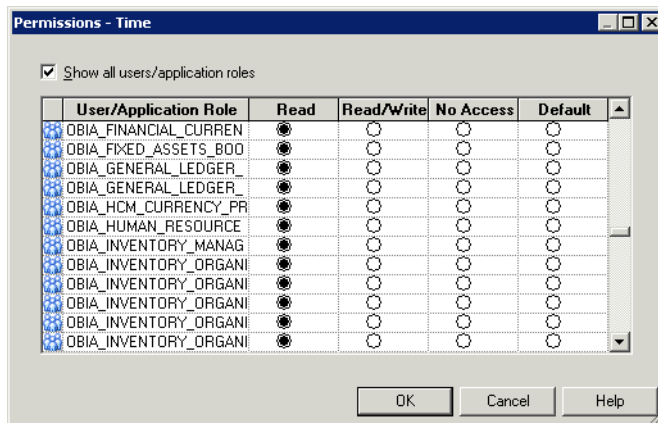 Permissions - Time
Show all users/application roles
User/Application Role Read Read/Write No Access Default
OBIA_FINANCIAL_CURREN
OBIA_FIXED_ASSETS_BOO
OBIA_GENERAL_LEDGER_
OBIA_GENERAL_LEDGER_
OBIA_HCM_CURRENCY_PR
OBIA_HUMAN_RESOURCE
OBIA_INVENTORY_MANAG
OBIA_INVENTORY_ORGANI
OBIA_INVENTORY_ORGANI
OBIA_INVENTORY_ORGANI
OBIA_INVENTORY_ORGANI
OBIA_INVENTORY_ORGANI
OK Cancel Help